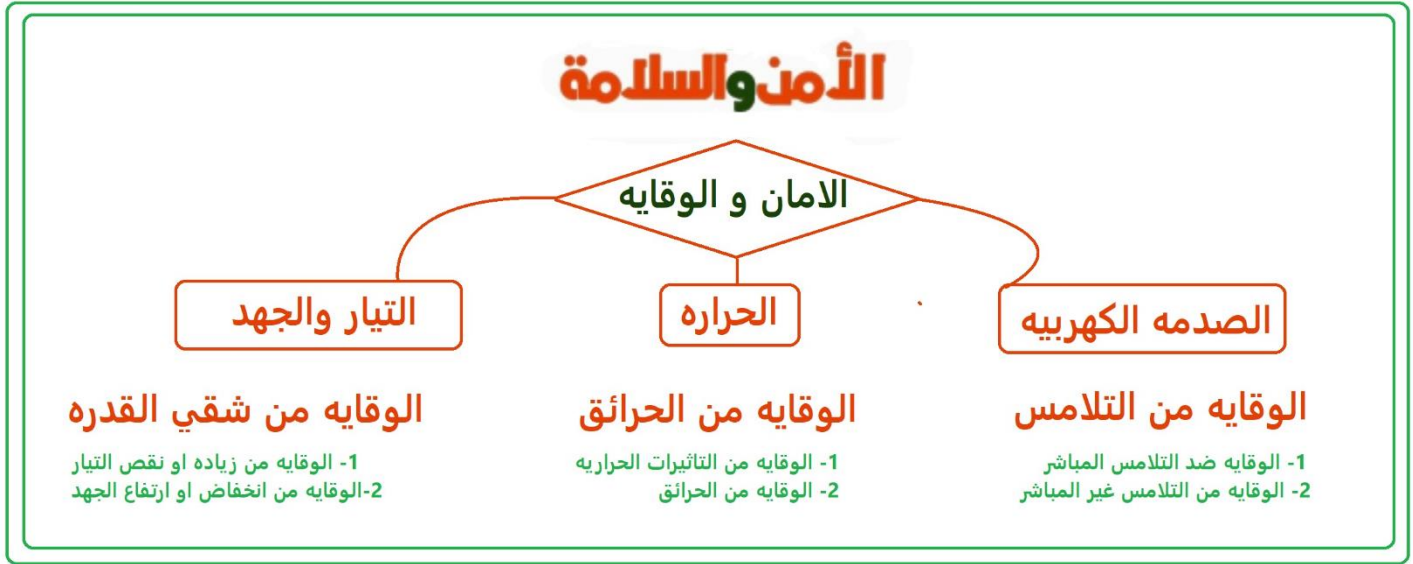 الأمن والسلامة
الامان و الوقايه
الصدمه الكهربيه
الوقايه من التلامس
1- الوقايه ضد التلامس المباشر
2- الوقايه من التلامس غير المباشر
الحراره
الوقايه من الحرائق
1- الوقايه من التاثيرات الحراريه
2- الوقايه من الحرائق
التيار والجهد
الوقايه من شقي القدره
1- الوقايه من زياده او نقص التيار
2-الوقايه من انخفاض او ارتفاع الجهد